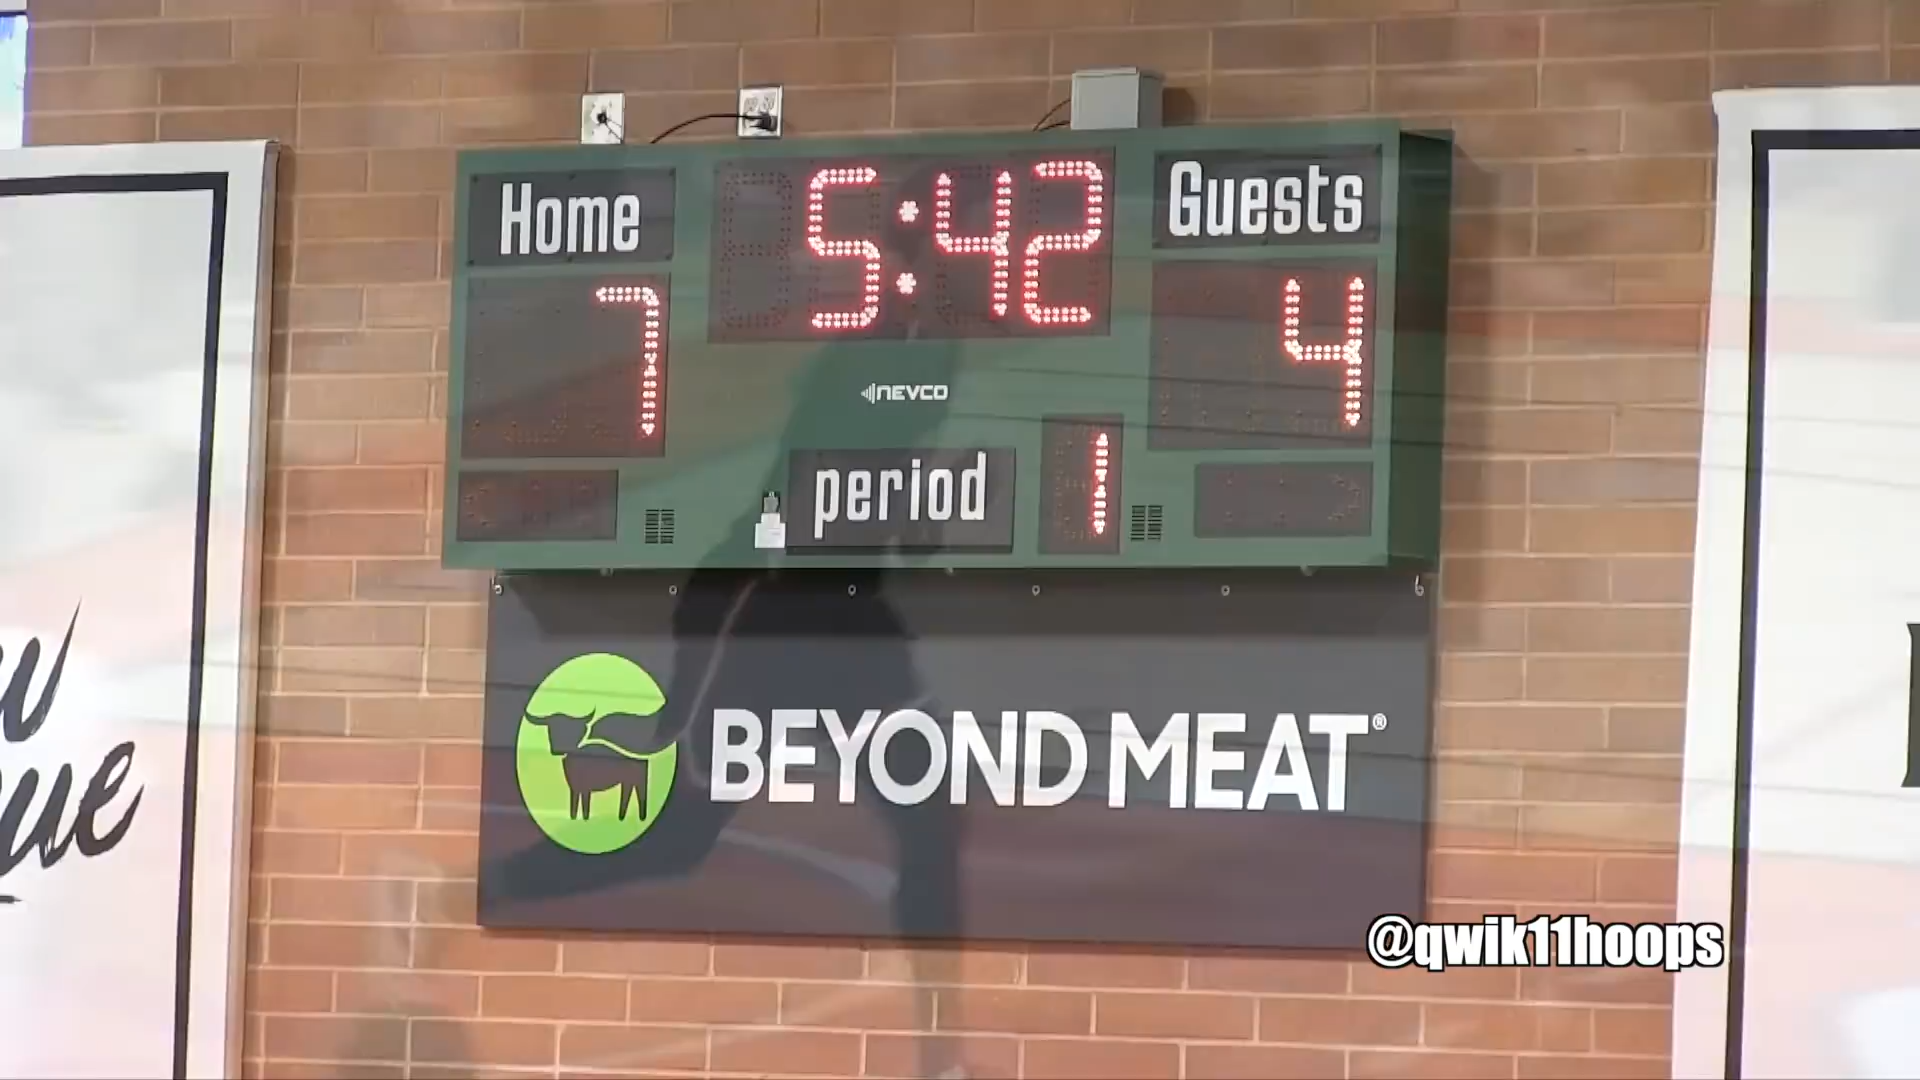 Home
5:42
Guests
7
4
NEVCO
period
1
BEYOND MEAT®
@qwik11hoops